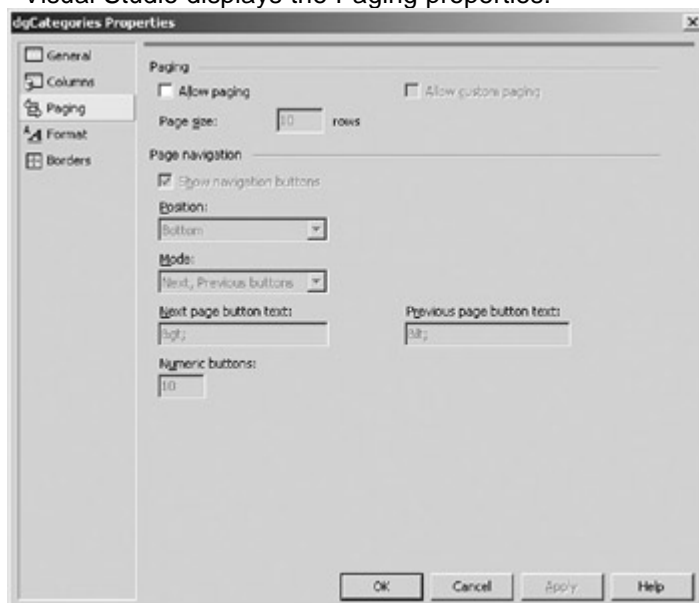 Visual Studio displays the Paging properties.
dgCategories Properties
General
Columns
Paging
Format
Borders
Paging
Allow paging
Allow custom paging
Page size:
10
rows
Page navigation
Show navigation buttons
Position:
Bottom
Mode:
Next, Previous buttons
Next page button text:
Previous page button text:
&gt;
&lt;
Numeric buttons:
10
OK
Cancel
Apply
Help